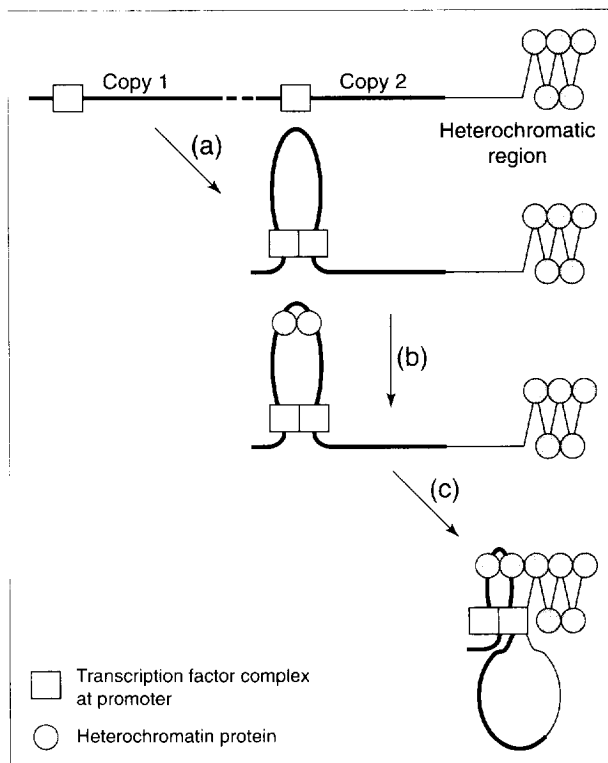 Copy 1
Copy 2
Heterochromatic
region
(a)
(b)
(c)
Transcription factor complex
at promoter
Heterochromatin protein